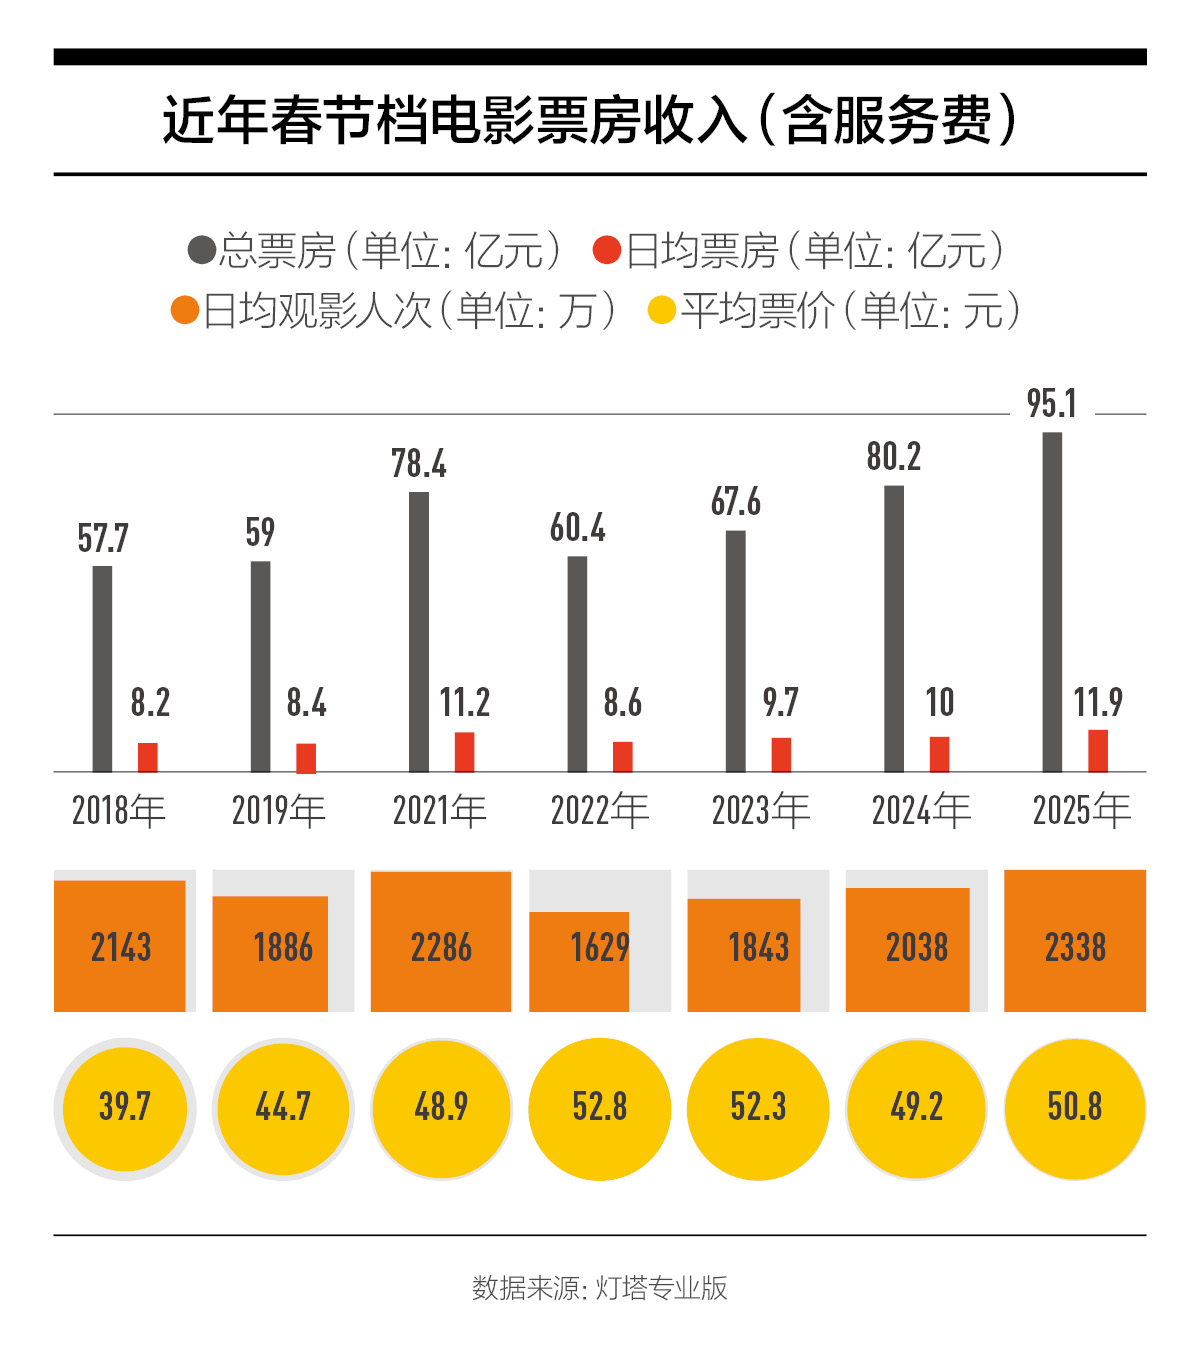 近年春节档电影票房收入（含服务费）
总票房（单位：亿元） 日均票房（单位：亿元）
日均观影人次（单位：万） 平均票价（单位：元）
57.7 59 78.4 60.4 67.6 80.2 95.1
8.2 8.4 11.2 8.6 9.7 10 11.9
2018年 2019年 2021年 2022年 2023年 2024年 2025年
2143 1886 2286 1629 1843 2038 2338
39.7 44.7 48.9 52.8 52.3 49.2 50.8
数据来源：灯塔专业版